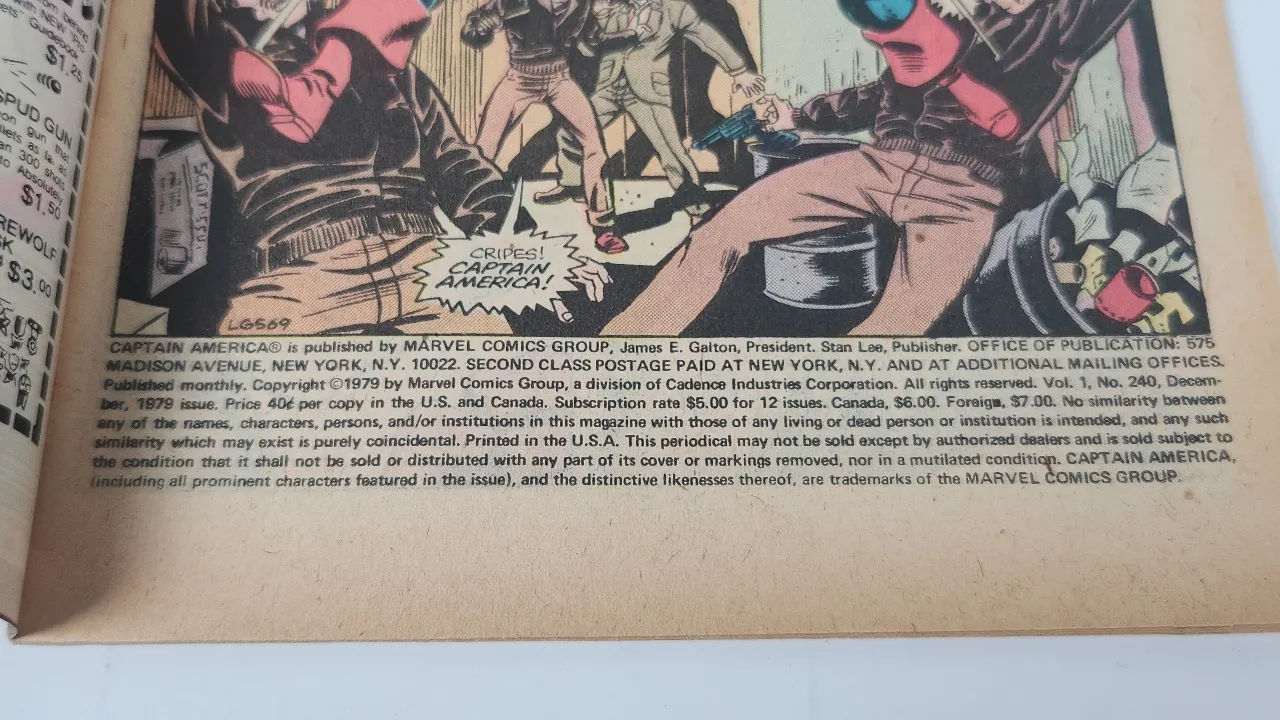 with NEW "Pro-
Guidebook
$1.25
SPUD GUN
gun that
an 300 shots
Absolutely
$1.50
$3.00
CRIPES!
CAPTAIN
AMERICA!
LG569
CAPTAIN AMERICA® is published by MARVEL COMICS GROUP, James E. Galton, President. Stan Lee, Publisher. OFFICE OF PUBLICATION: 575
MADISON AVENUE, NEW YORK, N.Y. 10022. SECOND CLASS POSTAGE PAID AT NEW YORK, N.Y. AND AT ADDITIONAL MAILING OFFICES.
Published monthly. Copyright ©1979 by Marvel Comics Group, a division of Cadence Industries Corporation. All rights reserved. Vol. 1, No. 240, Decem-
ber, 1979 issue. Price 40¢ per copy in the U.S. and Canada. Subscription rate $5.00 for 12 issues. Canada, $6.00. Foreign, $7.00. No similarity between
any of the names, characters, persons, and/or institutions in this magazine with those of any living or dead person or institution is intended, and any such
similarity which may exist is purely coincidental. Printed in the U.S.A. This periodical may not be sold except by authorized dealers and is sold subject to
the condition that it shall not be sold or distributed with any part of its cover or markings removed, nor in a mutilated condition. CAPTAIN AMERICA,
(including all prominent characters featured in the issue), and the distinctive likenesses thereof, are trademarks of the MARVEL COMICS GROUP.